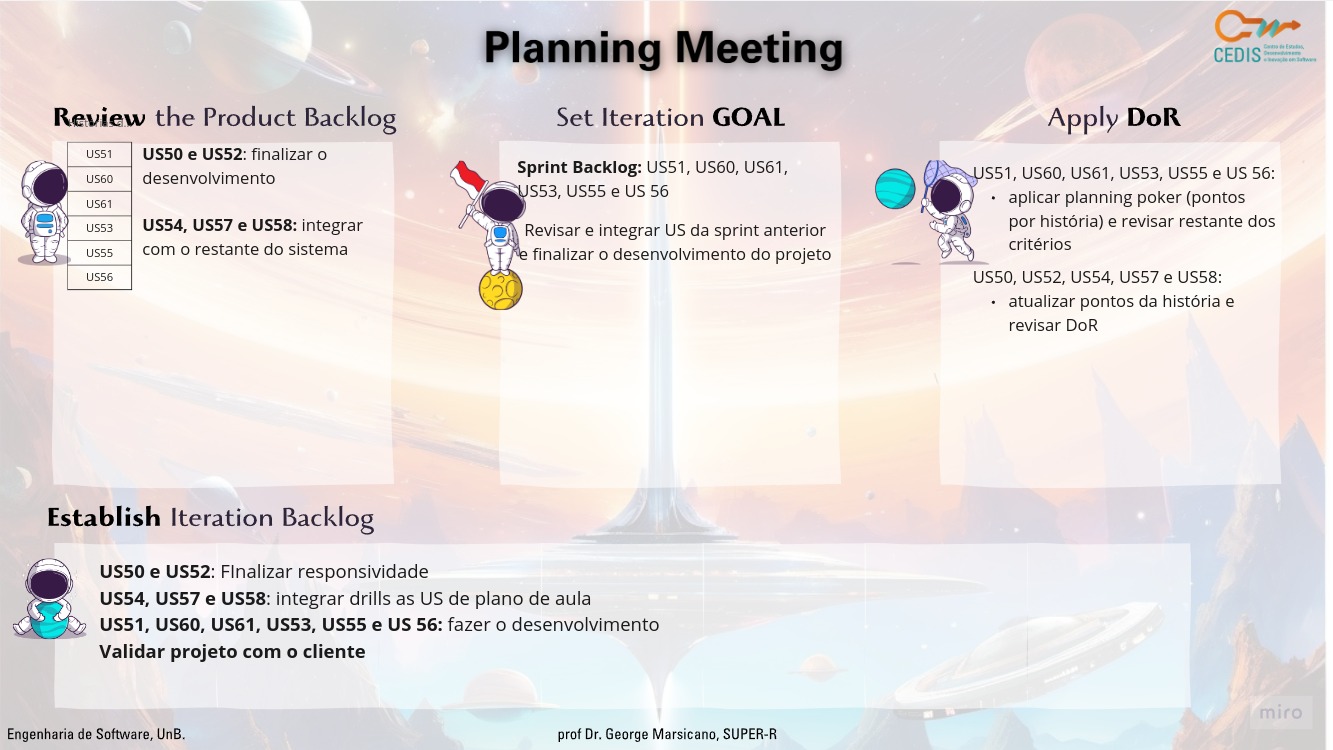 Planning Meeting
CEDIS
Centro de Estudos,
Desenvolvimento
e Inovação em Software
Review the Product Backlog
US51
US60
US61
US53
US55
US56
US50 e US52: finalizar o
desenvolvimento
US54, US57 e US58: integrar
com o restante do sistema
Set Iteration GOAL
Sprint Backlog: US51, US60, US61,
US53, US55 e US 56
Revisar e integrar US da sprint anterior
e finalizar o desenvolvimento do projeto
Apply DoR
US51, US60, US61, US53, US55 e US 56:
• aplicar planning poker (pontos
por história) e revisar restante dos
critérios
US50, US52, US54, US57 e US58:
• atualizar pontos da história e
revisar DoR
Establish Iteration Backlog
US50 e US52: FInalizar responsividade
US54, US57 e US58: integrar drills as US de plano de aula
US51, US60, US61, US53, US55 e US 56: fazer o desenvolvimento
Validar projeto com o cliente
miro
Engenharia de Software, UnB.
prof Dr. George Marsicano, SUPER-R